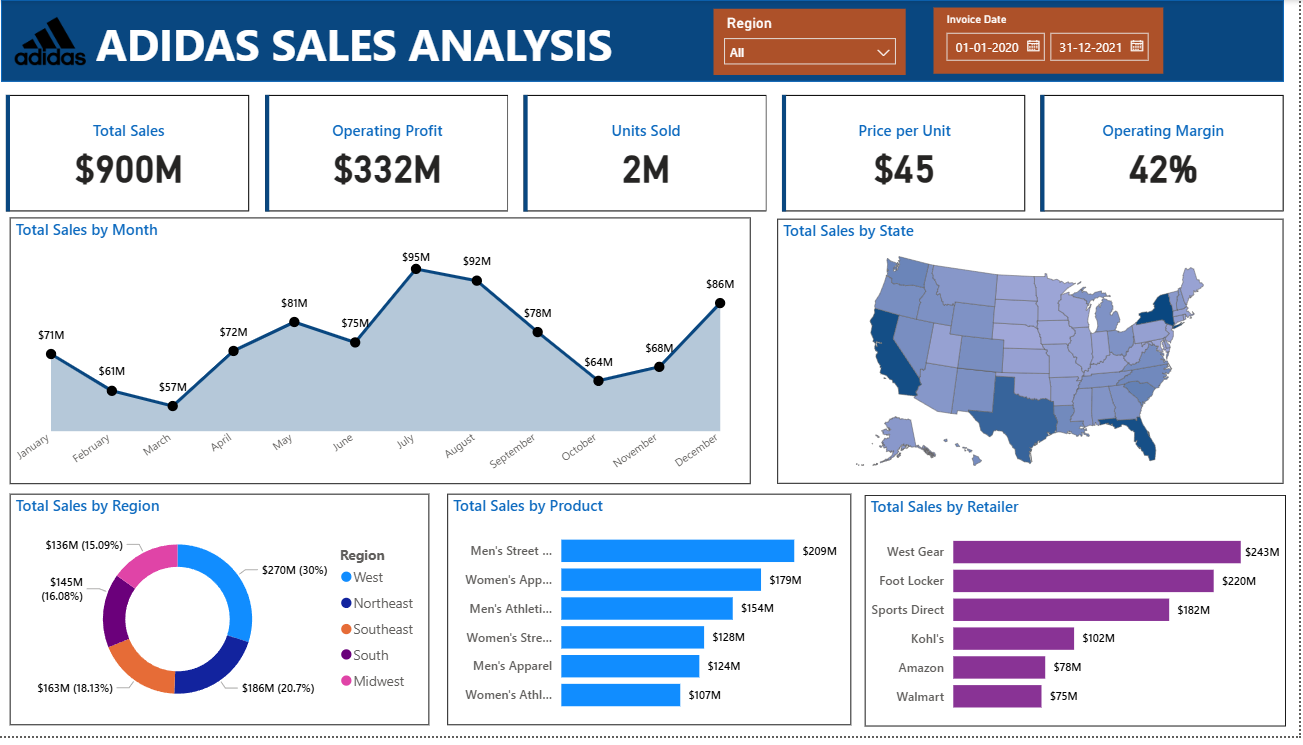 adidas
ADIDAS SALES ANALYSIS
Region
All
Invoice Date
01-01-2020
31-12-2021
Total Sales
$900M
Operating Profit
$332M
Units Sold
2M
Price per Unit
$45
Operating Margin
42%
Total Sales by Month
$71M
$61M
$57M
$72M
$81M
$75M
$95M
$92M
$78M
$64M
$68M
$86M
January
February
March
April
May
June
July
August
September
October
November
December
Total Sales by State
Total Sales by Region
$136M (15.09%)
$145M
(16.08%)
$163M (18.13%)
$270M (30%)
$186M (20.7%)
Region
West
Northeast
Southeast
South
Midwest
Total Sales by Product
Men's Street ... $209M
Women's App... $179M
Men's Athleti... $154M
Women's Stre... $128M
Men's Apparel $124M
Women's Athl... $107M
Total Sales by Retailer
West Gear $243M
Foot Locker $220M
Sports Direct $182M
Kohl's $102M
Amazon $78M
Walmart $75M